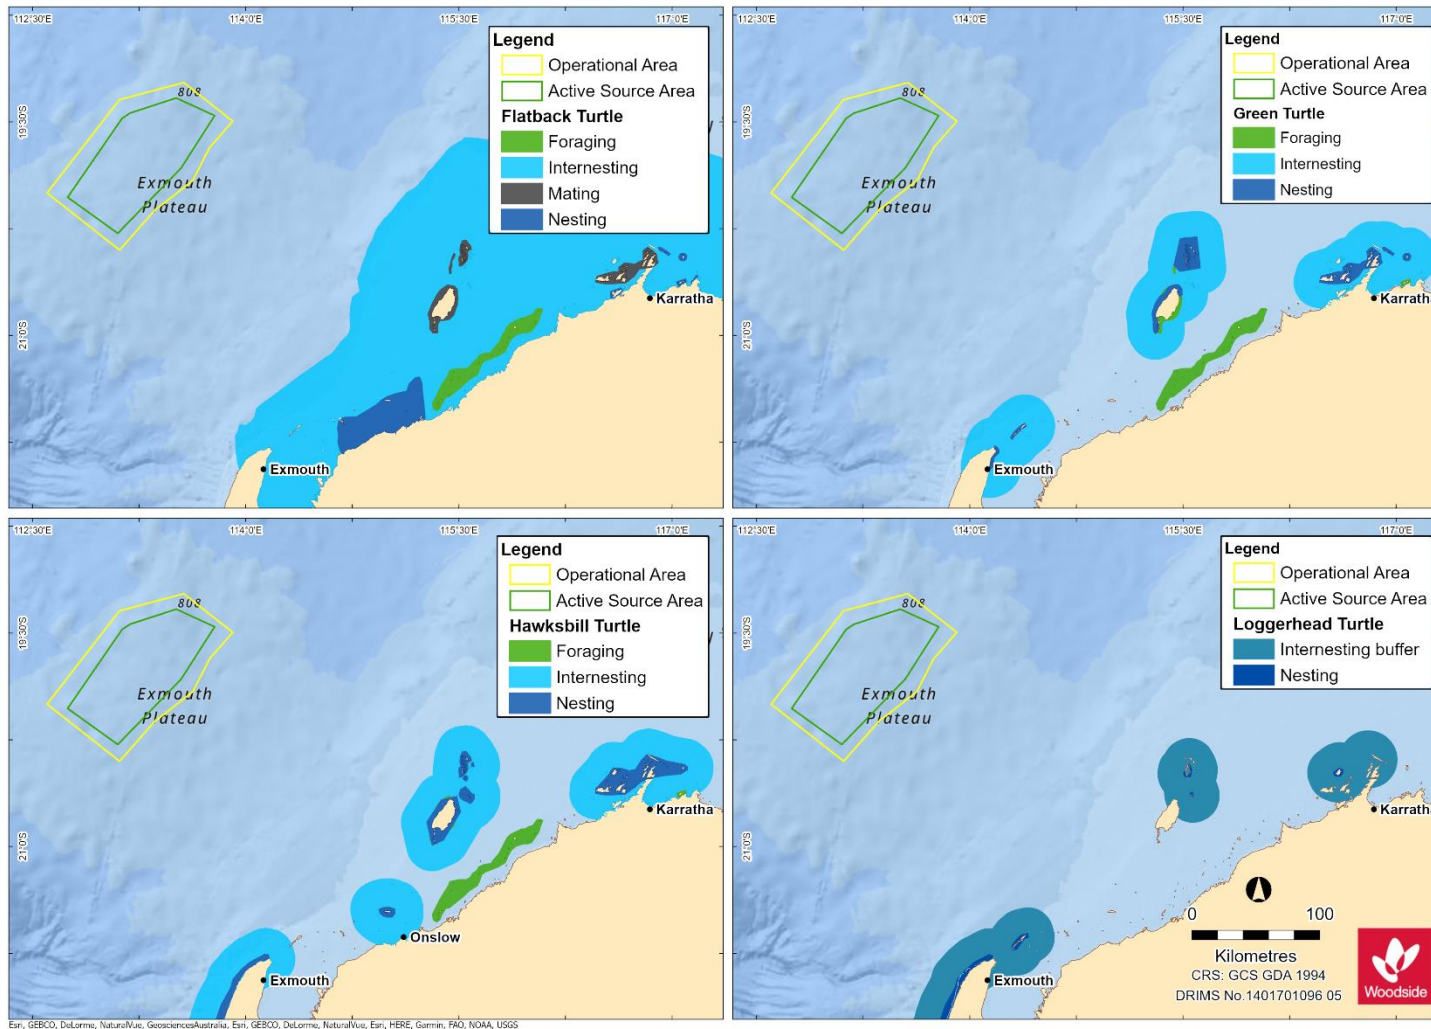 112°30'E
114°0'E
115°30'E
117°0'E
19°30'S
21°0'S
808
Exmouth
Plateau
Legend
Operational Area
Active Source Area
Flatback Turtle
Foraging
Internesting
Mating
Nesting
Karratha
Exmouth
112°30'E
114°0'E
115°30'E
117°0'E
19°30'S
21°0'S
808
Exmouth
Plateau
Legend
Operational Area
Active Source Area
Green Turtle
Foraging
Internesting
Nesting
Karratha
Exmouth
112°30'E
114°0'E
115°30'E
117°0'E
19°30'S
21°0'S
808
Exmouth
Plateau
Legend
Operational Area
Active Source Area
Hawksbill Turtle
Foraging
Internesting
Nesting
Karratha
Onslow
Exmouth
112°30'E
114°0'E
115°30'E
117°0'E
19°30'S
21°0'S
808
Exmouth
Plateau
Legend
Operational Area
Active Source Area
Loggerhead Turtle
Internesting buffer
Nesting
Karratha
Exmouth
0 100
Kilometres
CRS: GCS GDA 1994
DRIMS No.1401701096 05
Woodside
Esri, GEBCO, DeLorme, NaturalVue, GeosciencesAustralia, Esri, GEBCO, DeLorme, NaturalVue, Esri, HERE, Garmin, FAO, NOAA, USGS